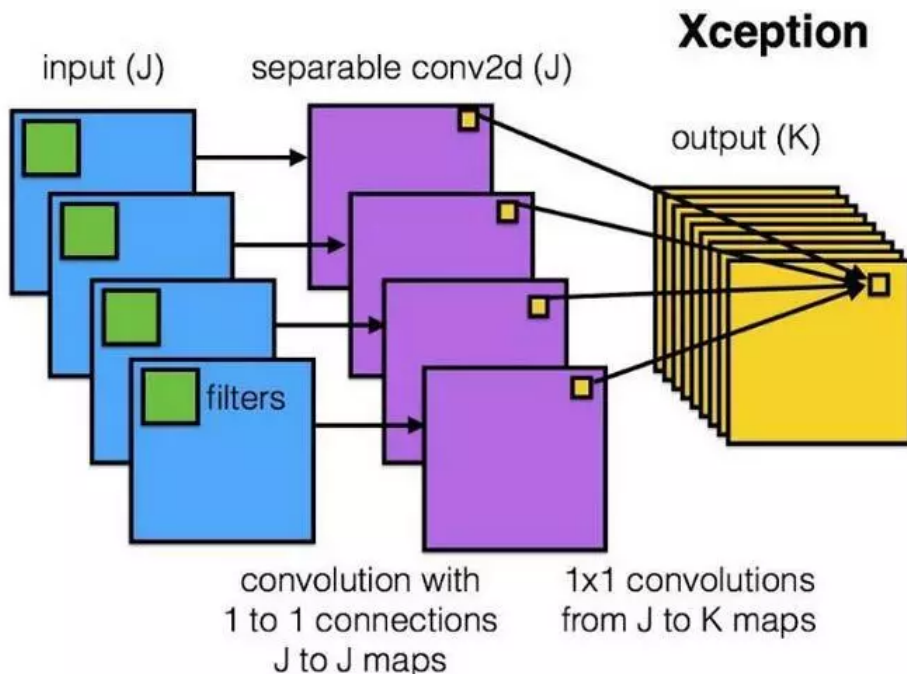 Xception
input (J)
separable conv2d (J)
output (K)
filters
convolution with
1 to 1 connections
J to J maps
1x1 convolutions
from J to K maps